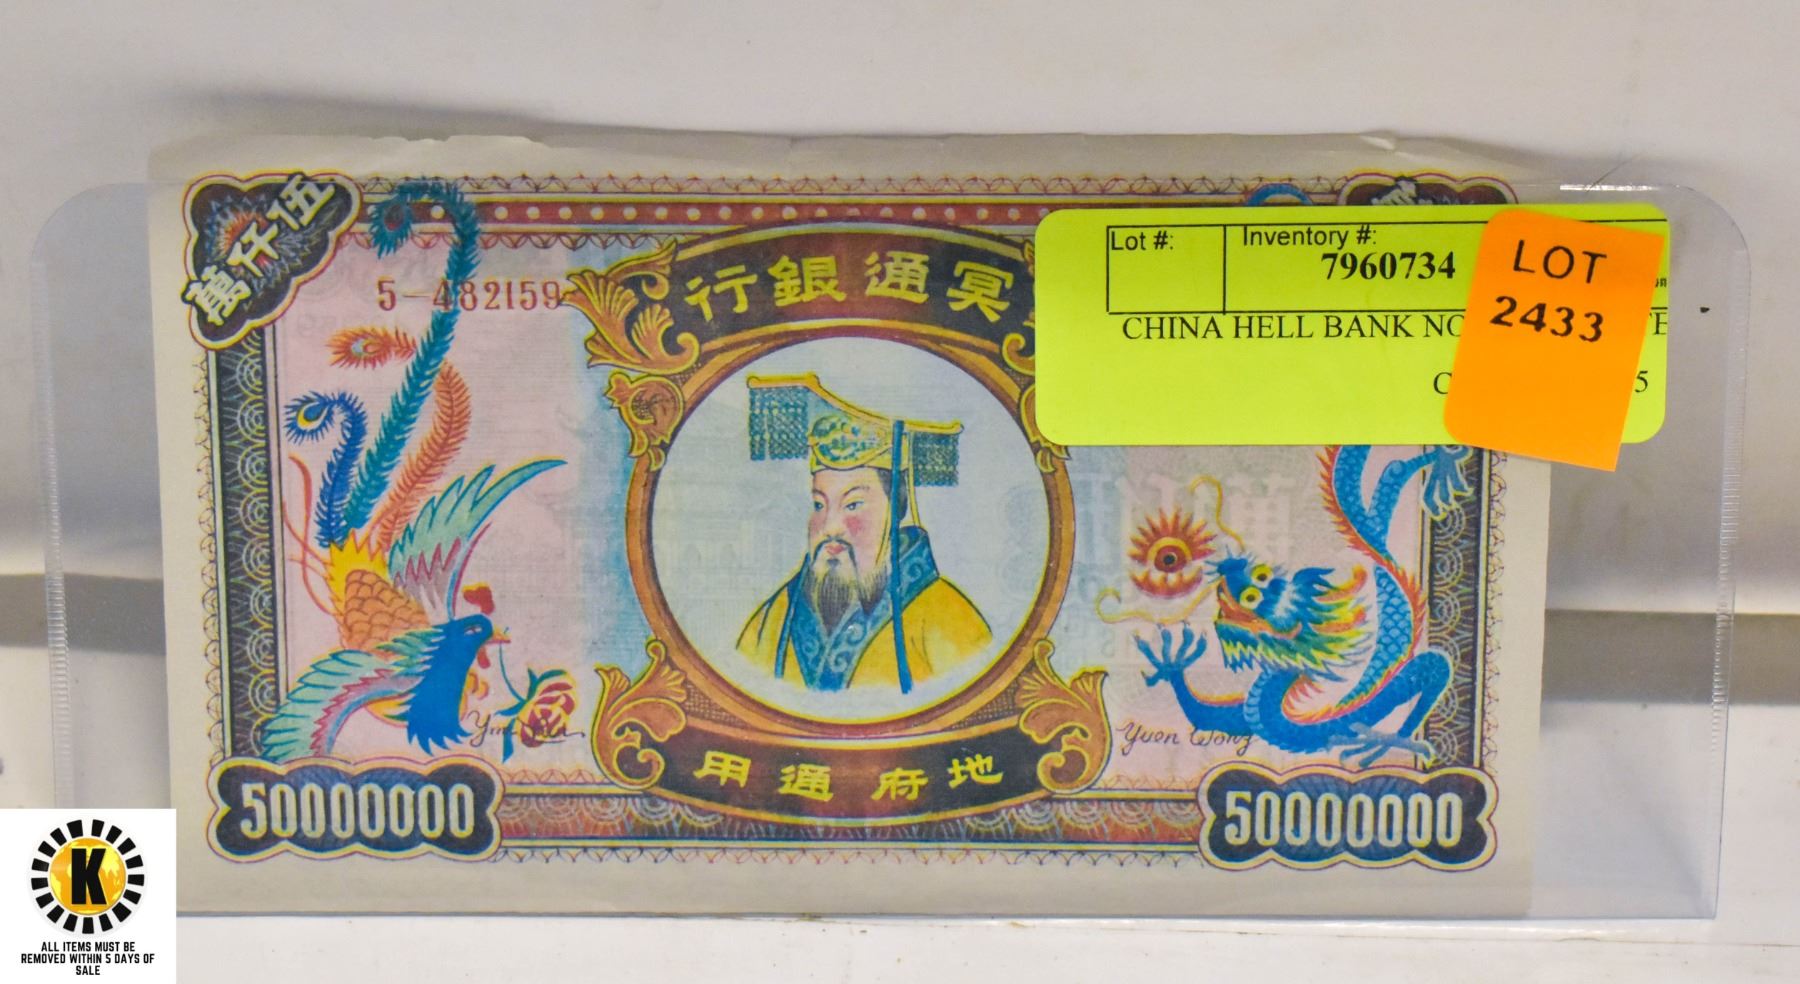 伍仟萬
5-482159
行銀通冥
Lot #:
Inventory #:
7960734
CHINA HELL BANK
LOT
2433
5
Yuen Wong
用通府地
50000000
50000000
K
ALL ITEMS MUST BE
REMOVED WITHIN 5 DAYS OF
SALE